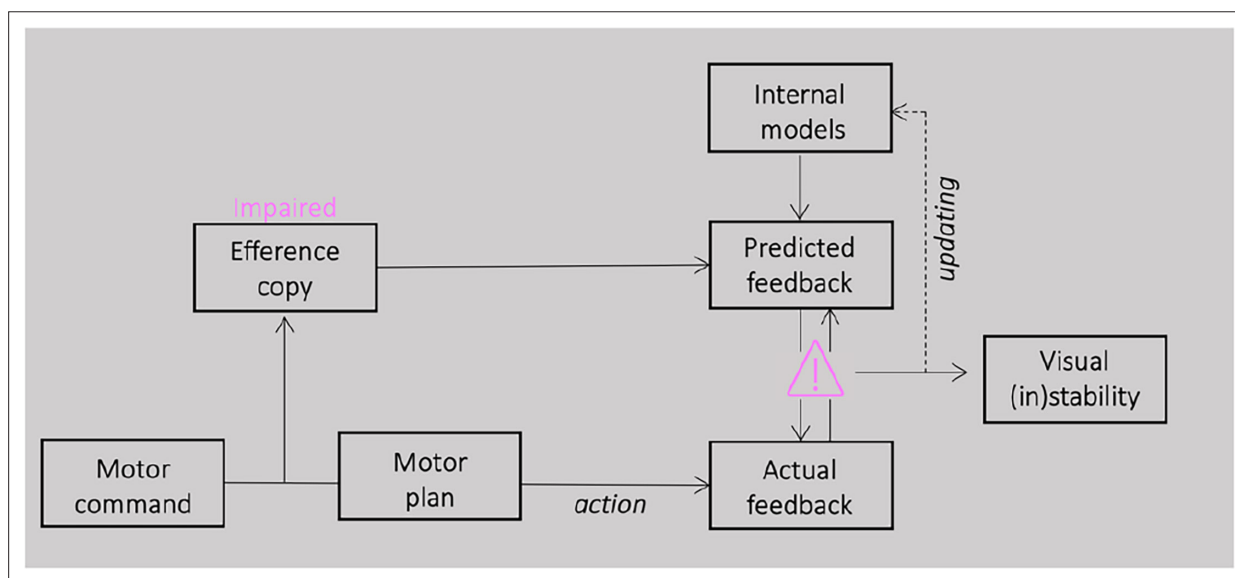 Internal
models
Impaired
Efference
copy
Predicted
feedback
updating
!
Visual
(in)stability
Motor
command
Motor
plan
action
Actual
feedback